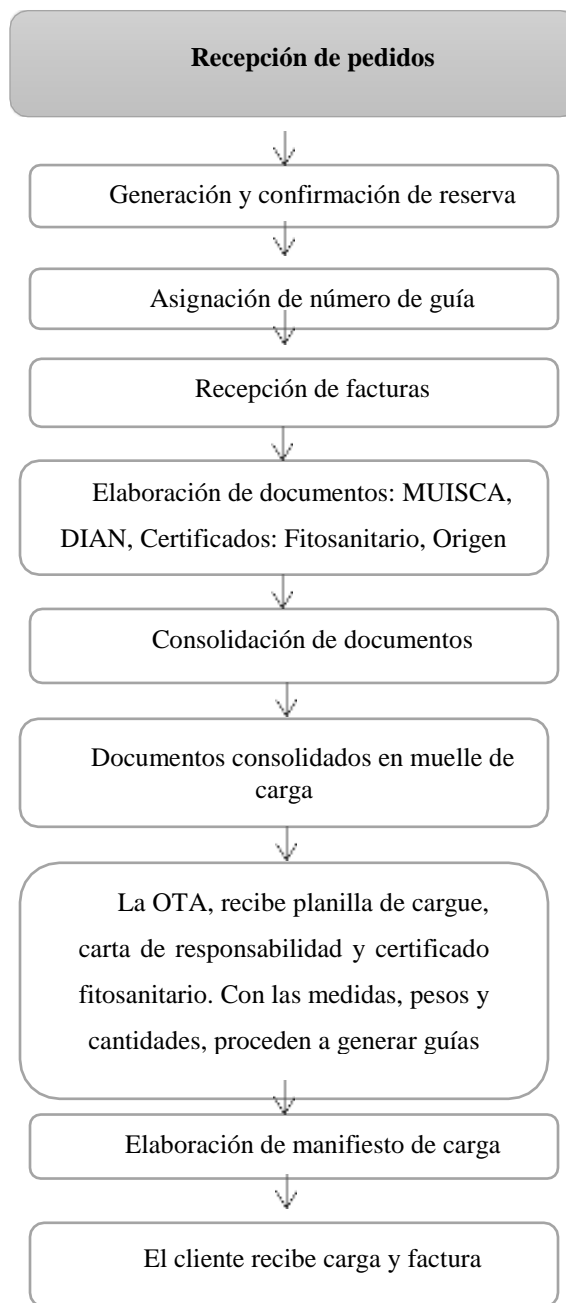 Recepción de pedidos
Generación y confirmación de reserva
Asignación de número de guía
Recepción de facturas
Elaboración de documentos: MUISCA,
DIAN, Certificados: Fitosanitario, Origen
Consolidación de documentos
Documentos consolidados en muelle de
carga
La OTA, recibe planilla de cargue,
carta de responsabilidad y certificado
fitosanitario. Con las medidas, pesos y
cantidades, proceden a generar guías
Elaboración de manifiesto de carga
El cliente recibe carga y factura